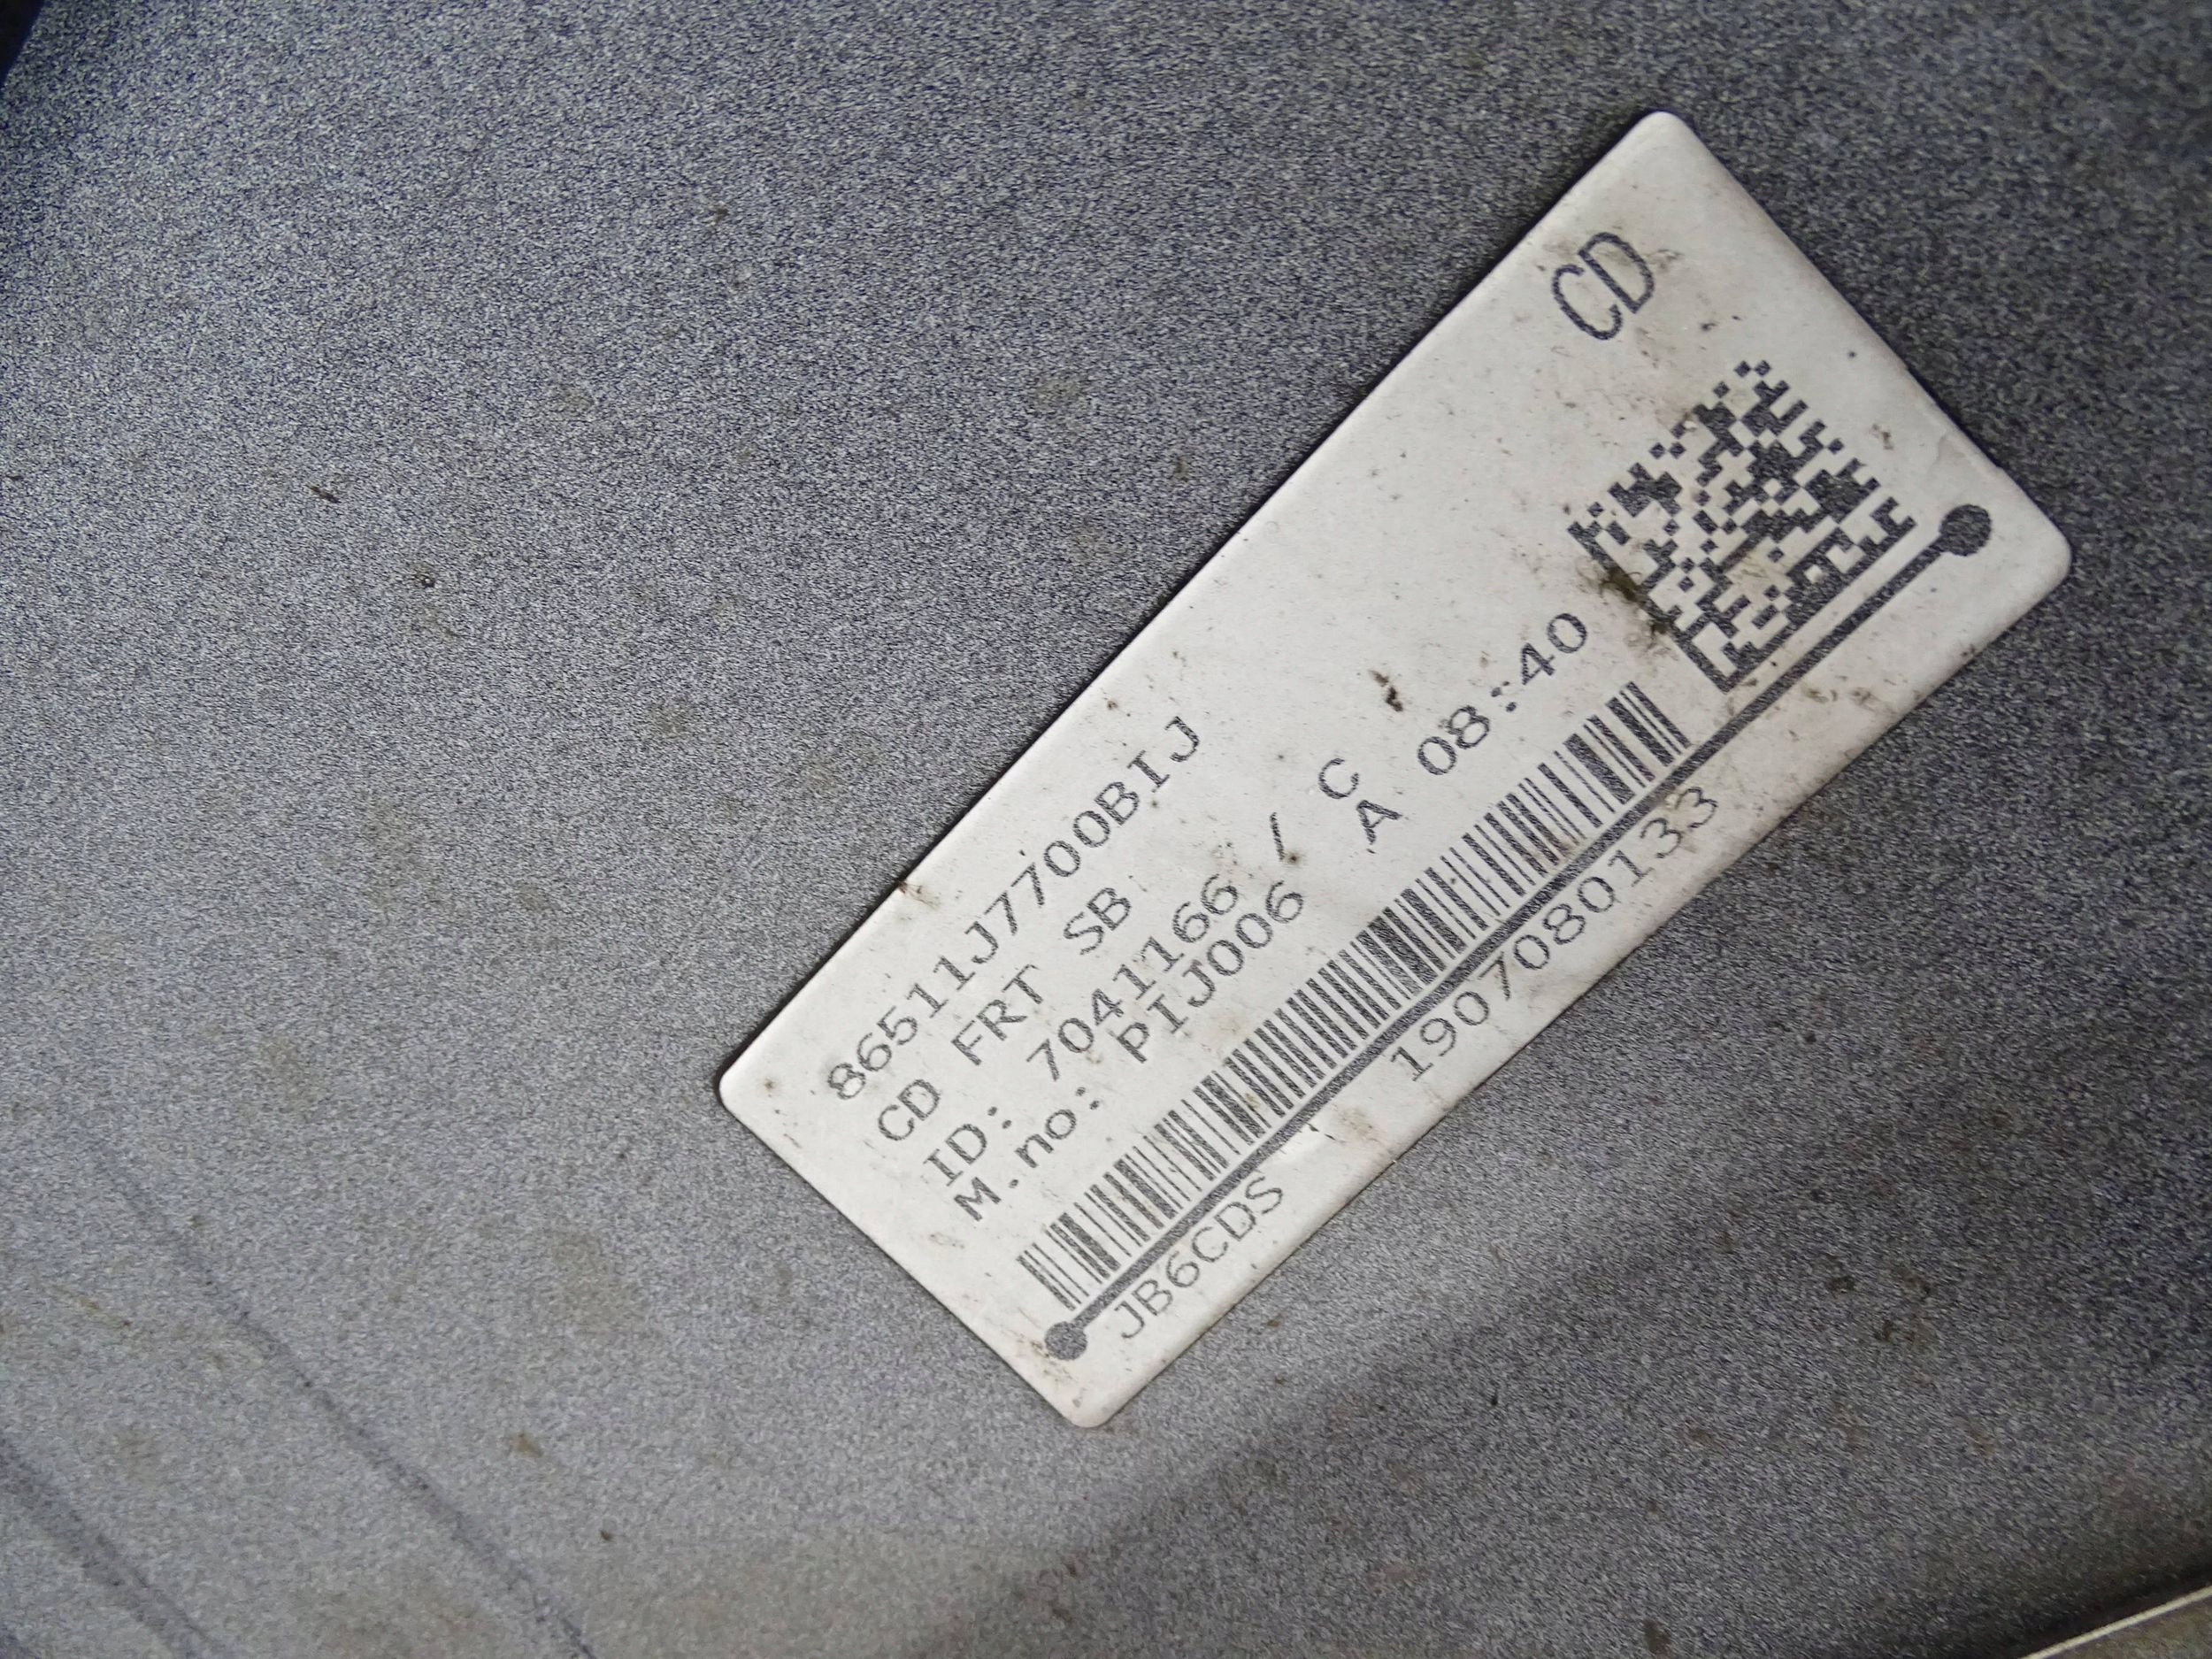 CD
86511J7700BIJ
CD FRT SB
ID: 7041166 / C
M.no: PIJ006 A 08:40
JB6CDS 1907080133